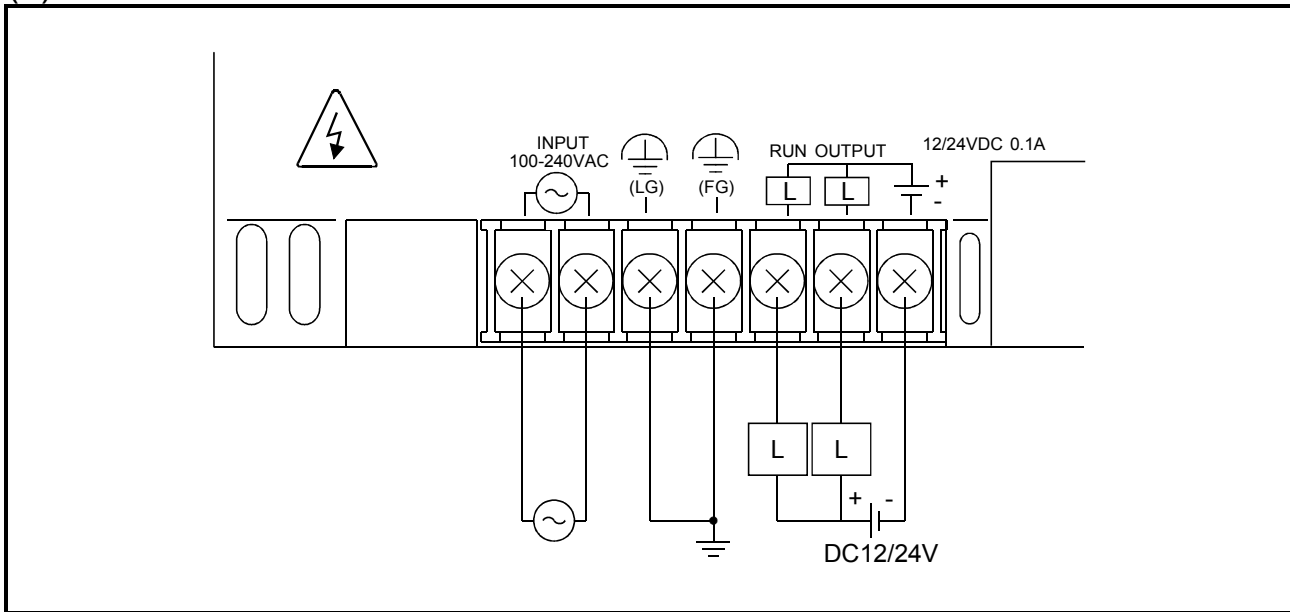 INPUT
100-240VAC
(LG)
(FG)
RUN OUTPUT
12/24VDC 0.1A
L
L
+
-
L
L
+ -
DC12/24V